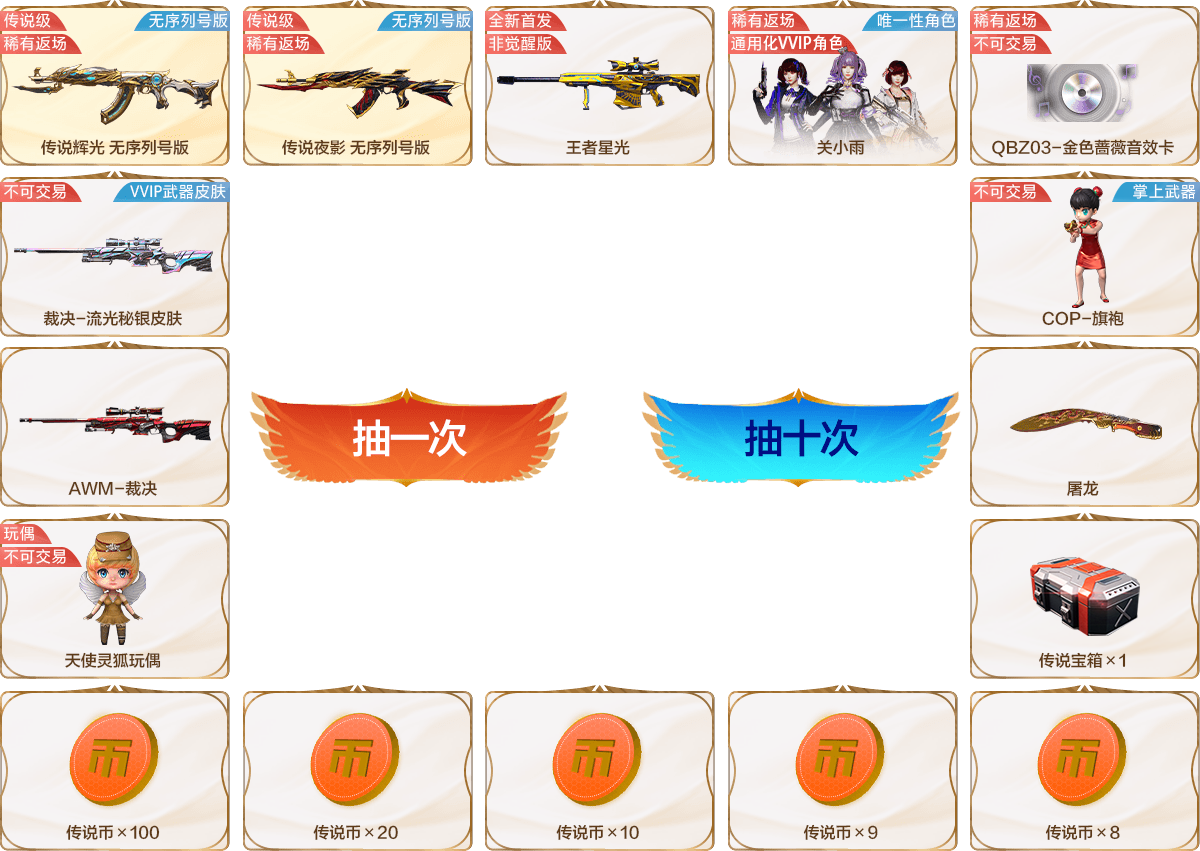 传说级
无序列号版
稀有返场
传说辉光 无序列号版
传说级
无序列号版
稀有返场
传说夜影 无序列号版
全新首发
非觉醒版
王者星光
稀有返场
唯一性角色
通用化VVIP角色
关小雨
稀有返场
不可交易
QBZ03-金色蔷薇音效卡
不可交易
VVIP武器皮肤
裁决-流光秘银皮肤
不可交易
掌上武器
COP-旗袍
AWM-裁决
抽一次
抽十次
屠龙
玩偶
不可交易
天使灵狐玩偶
传说宝箱×1
币
传说币×100
币
传说币×20
币
传说币×10
币
传说币×9
币
传说币×8